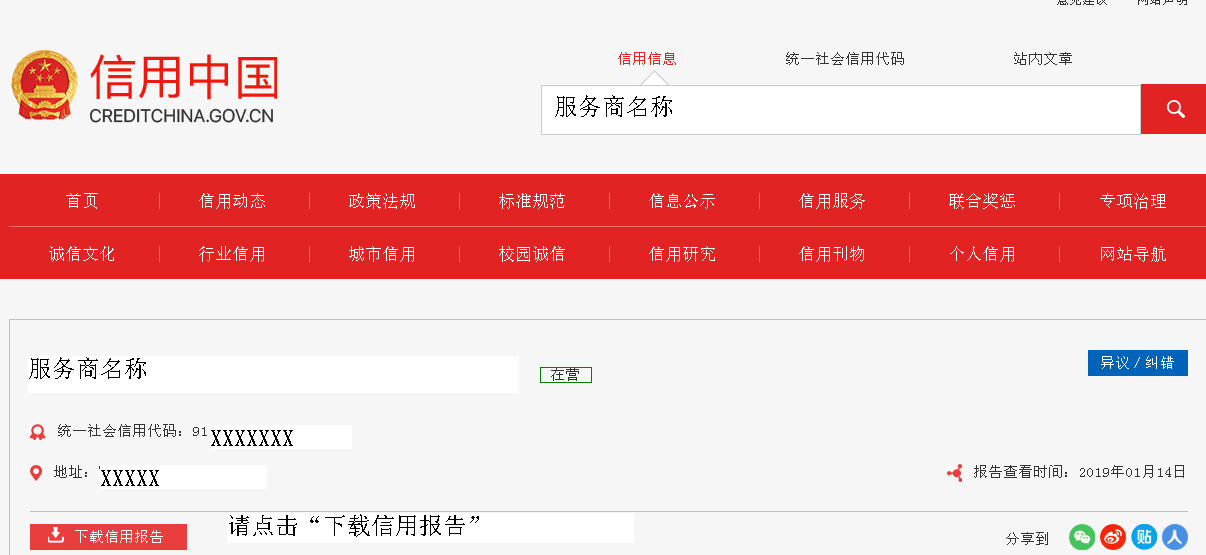 意见建议 网站声明
信用中国
CREDITCHINA.GOV.CN
信用信息 统一社会信用代码 站内文章
服务商名称
首页 信用动态 政策法规 标准规范 信息公示 信用服务 联合奖惩 专项治理
诚信文化 行业信用 城市信用 校园诚信 信用研究 信用刊物 个人信用 网站导航
服务商名称 在营 异议 / 纠错
统一社会信用代码：91XXXXXXX
地址：XXXXX 报告查看时间：2019年01月14日
下载信用报告 请点击“下载信用报告” 分享到 贴 人